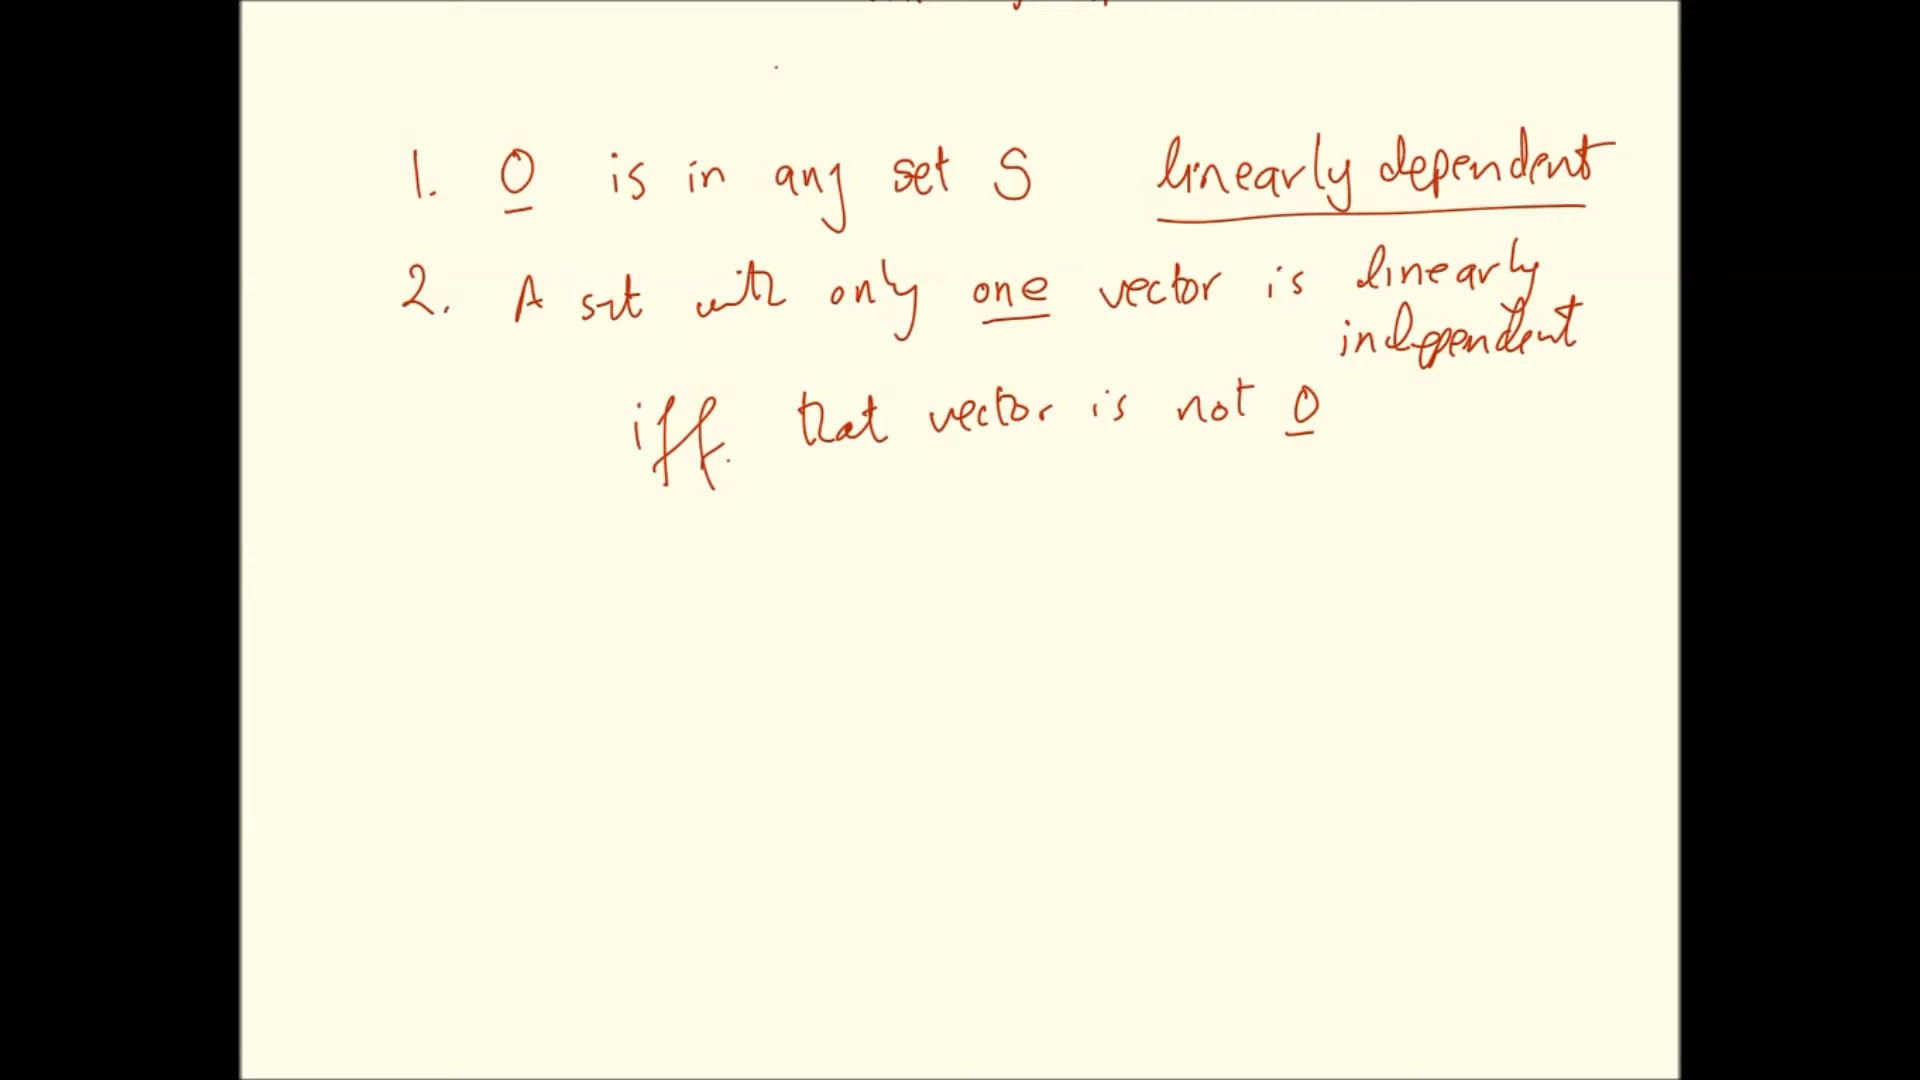 1. 0 is in any set S linearly dependent
2. A set with only one vector is linearly
independent
iff. that vector is not 0